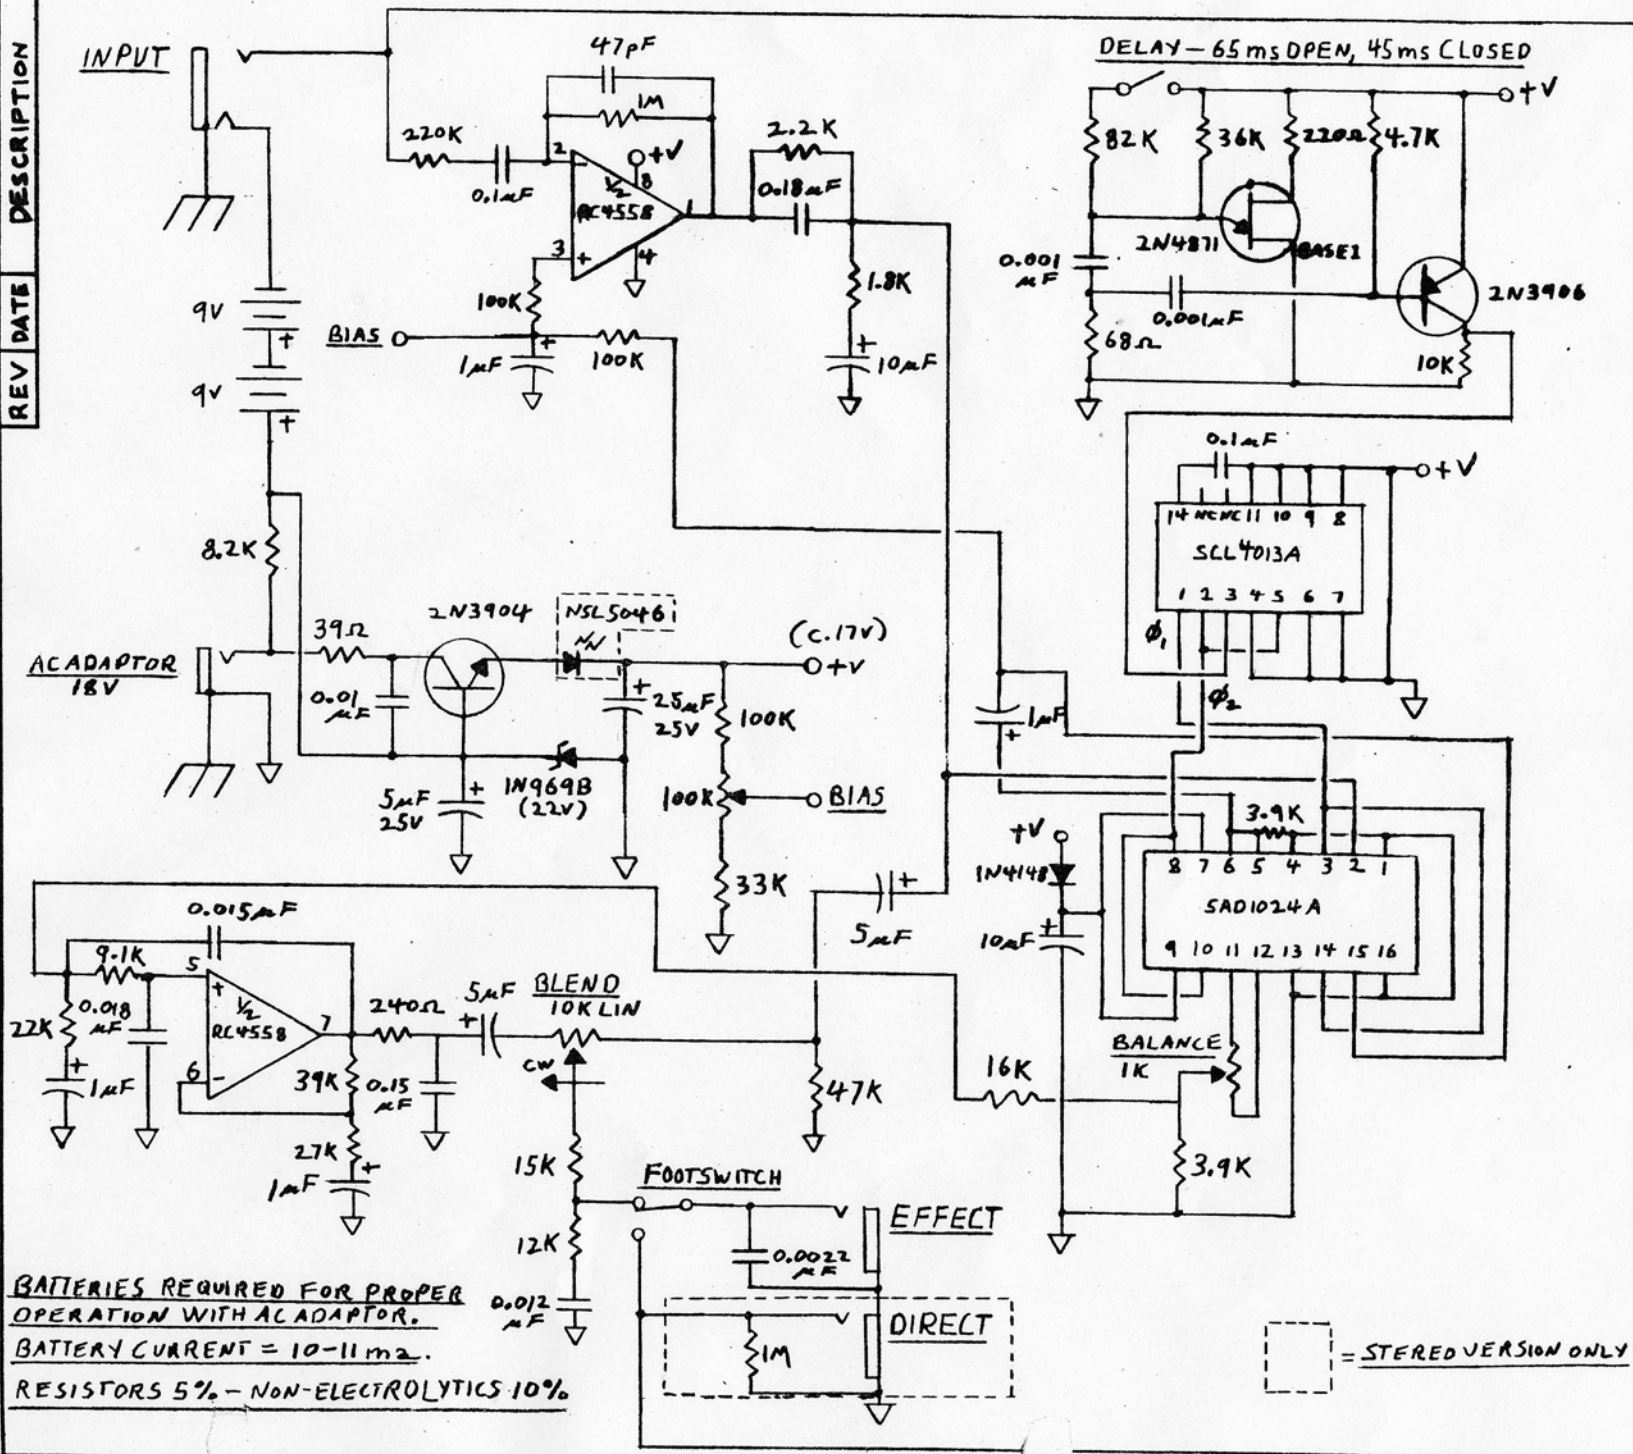 REV DATE DESCRIPTION
INPUT
47pF
1M
220K
0.1µF
2
+V
8
1/2
RC4558
1
3
4
2.2K
0.18µF
1.8K
10µF
100K
BIAS
1µF
100K
9V
9V
8.2K
DELAY – 65ms OPEN, 45ms CLOSED
+V
82K
36K
220Ω
4.7K
2N4871
BASE 1
0.001
µF
0.001µF
68Ω
2N3906
10K
0.1µF
+V
14 NC NC 11 10 9 8
SCL4013A
1 2 3 4 5 6 7
ϕ1
ϕ2
2N3904
NSL5046
39Ω
(C.17V)
+V
AC ADAPTOR
18V
0.01
µF
25µF
25V
100K
5µF
25V
1N969B
(22V)
100K
BIAS
33K
1µF
5µF
+V
1N4148
10µF
3.9K
8 7 6 5 4 3 2 1
SAD1024A
9 10 11 12 13 14 15 16
BALANCE
1K
16K
3.9K
0.015µF
9.1K
5
1/2
RC4558
7
6
22K
0.018
µF
1µF
240Ω
5µF
BLEND
10K LIN
CW
39K
0.15
µF
27K
1µF
47K
15K
FOOTSWITCH
EFFECT
12K
0.0022
µF
0.012
µF
DIRECT
1M
BATTERIES REQUIRED FOR PROPER
OPERATION WITH AC ADAPTOR.
BATTERY CURRENT = 10-11 ma.
RESISTORS 5% – NON-ELECTROLYTICS 10%
= STEREO VERSION ONLY